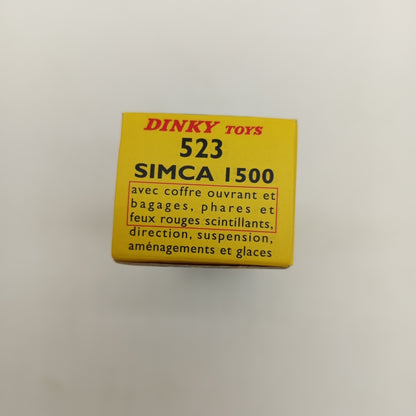 DINKY TOYS
523
SIMCA 1500
avec coffre ouvrant et
bagages, phares et
feux rouges scintillants,
direction, suspension,
aménagements et glaces